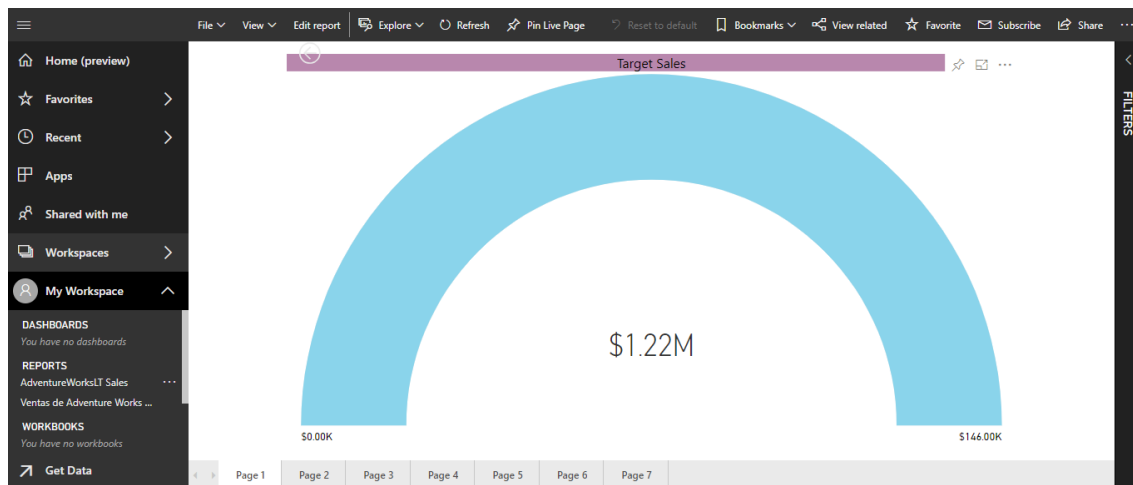 File View Edit report Explore Refresh Pin Live Page Reset to default Bookmarks View related Favorite Subscribe Share
Home (preview)
Favorites
Recent
Apps
Shared with me
Workspaces
My Workspace
DASHBOARDS
You have no dashboards
REPORTS
AdventureWorksLT Sales ...
Ventas de Adventure Works ...
WORKBOOKS
You have no workbooks
Get Data
Target Sales
$1.22M
$0.00K $146.00K
FILTERS
Page 1 Page 2 Page 3 Page 4 Page 5 Page 6 Page 7